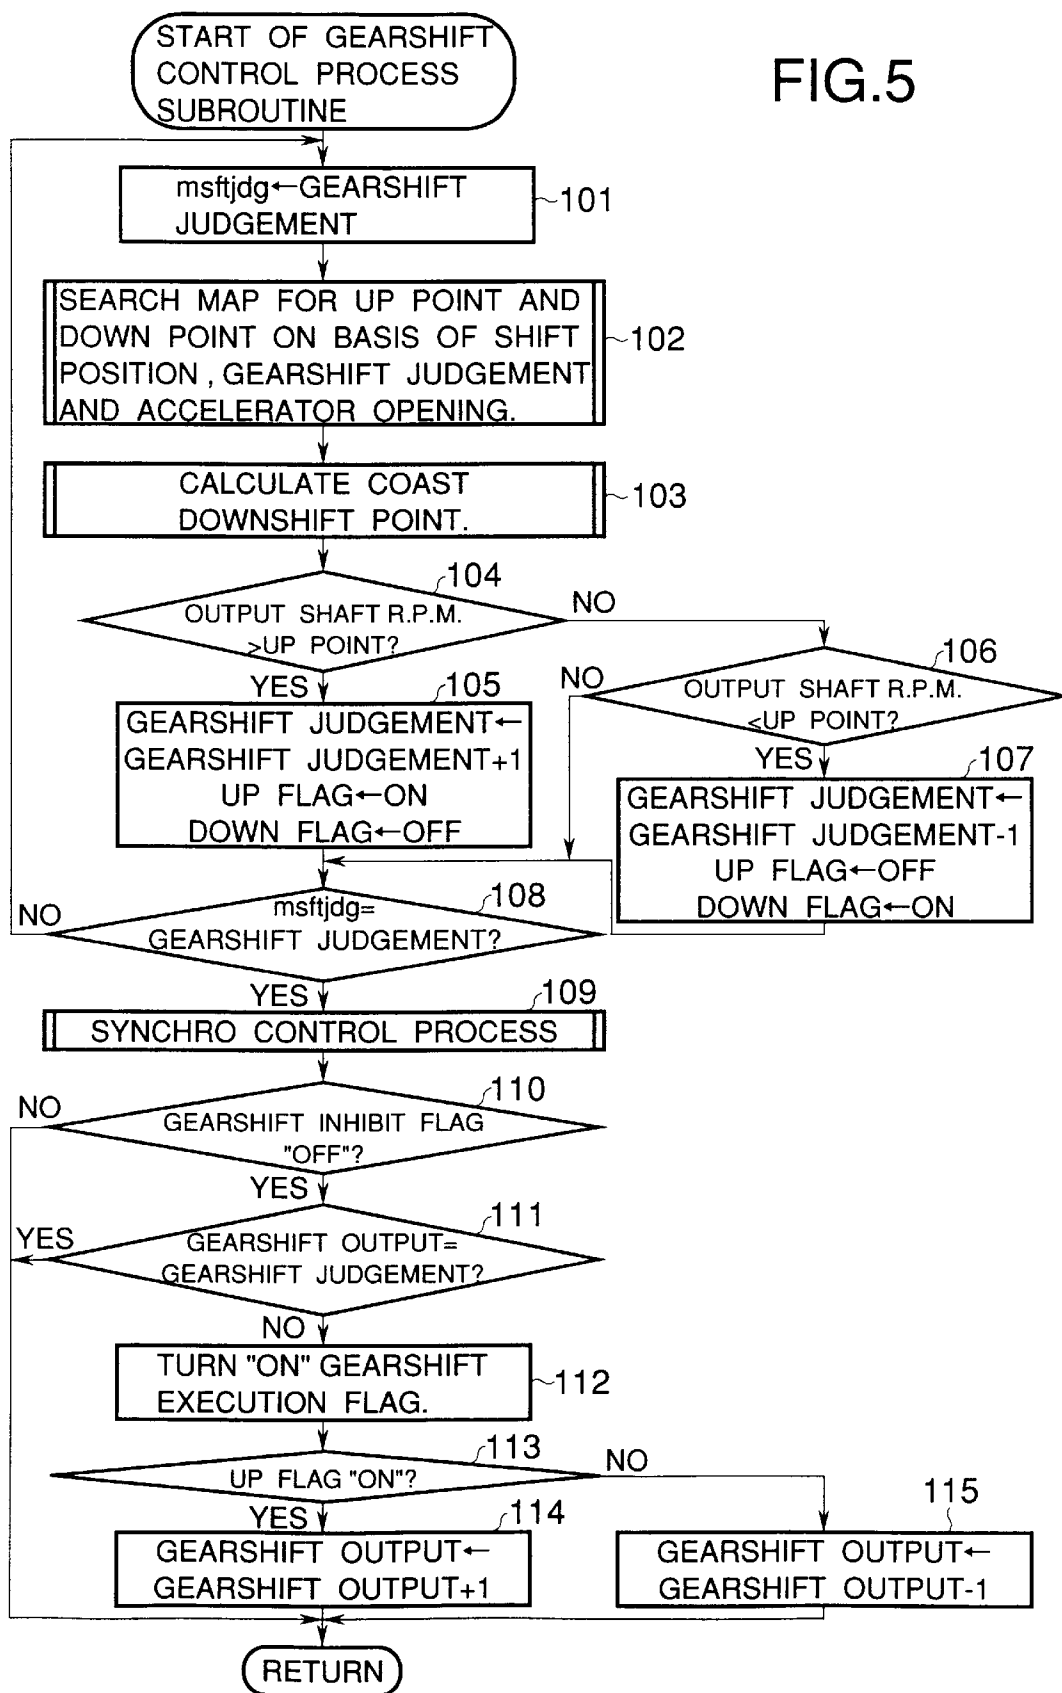 START OF GEARSHIFT
CONTROL PROCESS
SUBROUTINE
FIG.5
msftjdg←GEARSHIFT
JUDGEMENT
101
SEARCH MAP FOR UP POINT AND
DOWN POINT ON BASIS OF SHIFT
POSITION, GEARSHIFT JUDGEMENT
AND ACCELERATOR OPENING.
102
CALCULATE COAST
DOWNSHIFT POINT.
103
104
OUTPUT SHAFT R.P.M.
>UP POINT?
NO
YES
106
OUTPUT SHAFT R.P.M.
<UP POINT?
NO
YES
105
GEARSHIFT JUDGEMENT←
GEARSHIFT JUDGEMENT+1
UP FLAG←ON
DOWN FLAG←OFF
107
GEARSHIFT JUDGEMENT←
GEARSHIFT JUDGEMENT-1
UP FLAG←OFF
DOWN FLAG←ON
108
msftjdg=
GEARSHIFT JUDGEMENT?
NO
YES
109
SYNCHRO CONTROL PROCESS
110
GEARSHIFT INHIBIT FLAG
"OFF"?
NO
YES
111
GEARSHIFT OUTPUT=
GEARSHIFT JUDGEMENT?
YES
NO
TURN "ON" GEARSHIFT
EXECUTION FLAG.
112
113
UP FLAG "ON"?
NO
YES
114
GEARSHIFT OUTPUT←
GEARSHIFT OUTPUT+1
115
GEARSHIFT OUTPUT←
GEARSHIFT OUTPUT-1
RETURN